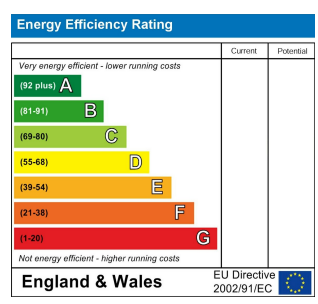 Energy Efficiency Rating
Current Potential
Very energy efficient - lower running costs
(92 plus) A
(81-91) B
(69-80) C
(55-68) D
(39-54) E
(21-38) F
(1-20) G
Not energy efficient - higher running costs
England & Wales
EU Directive
2002/91/EC